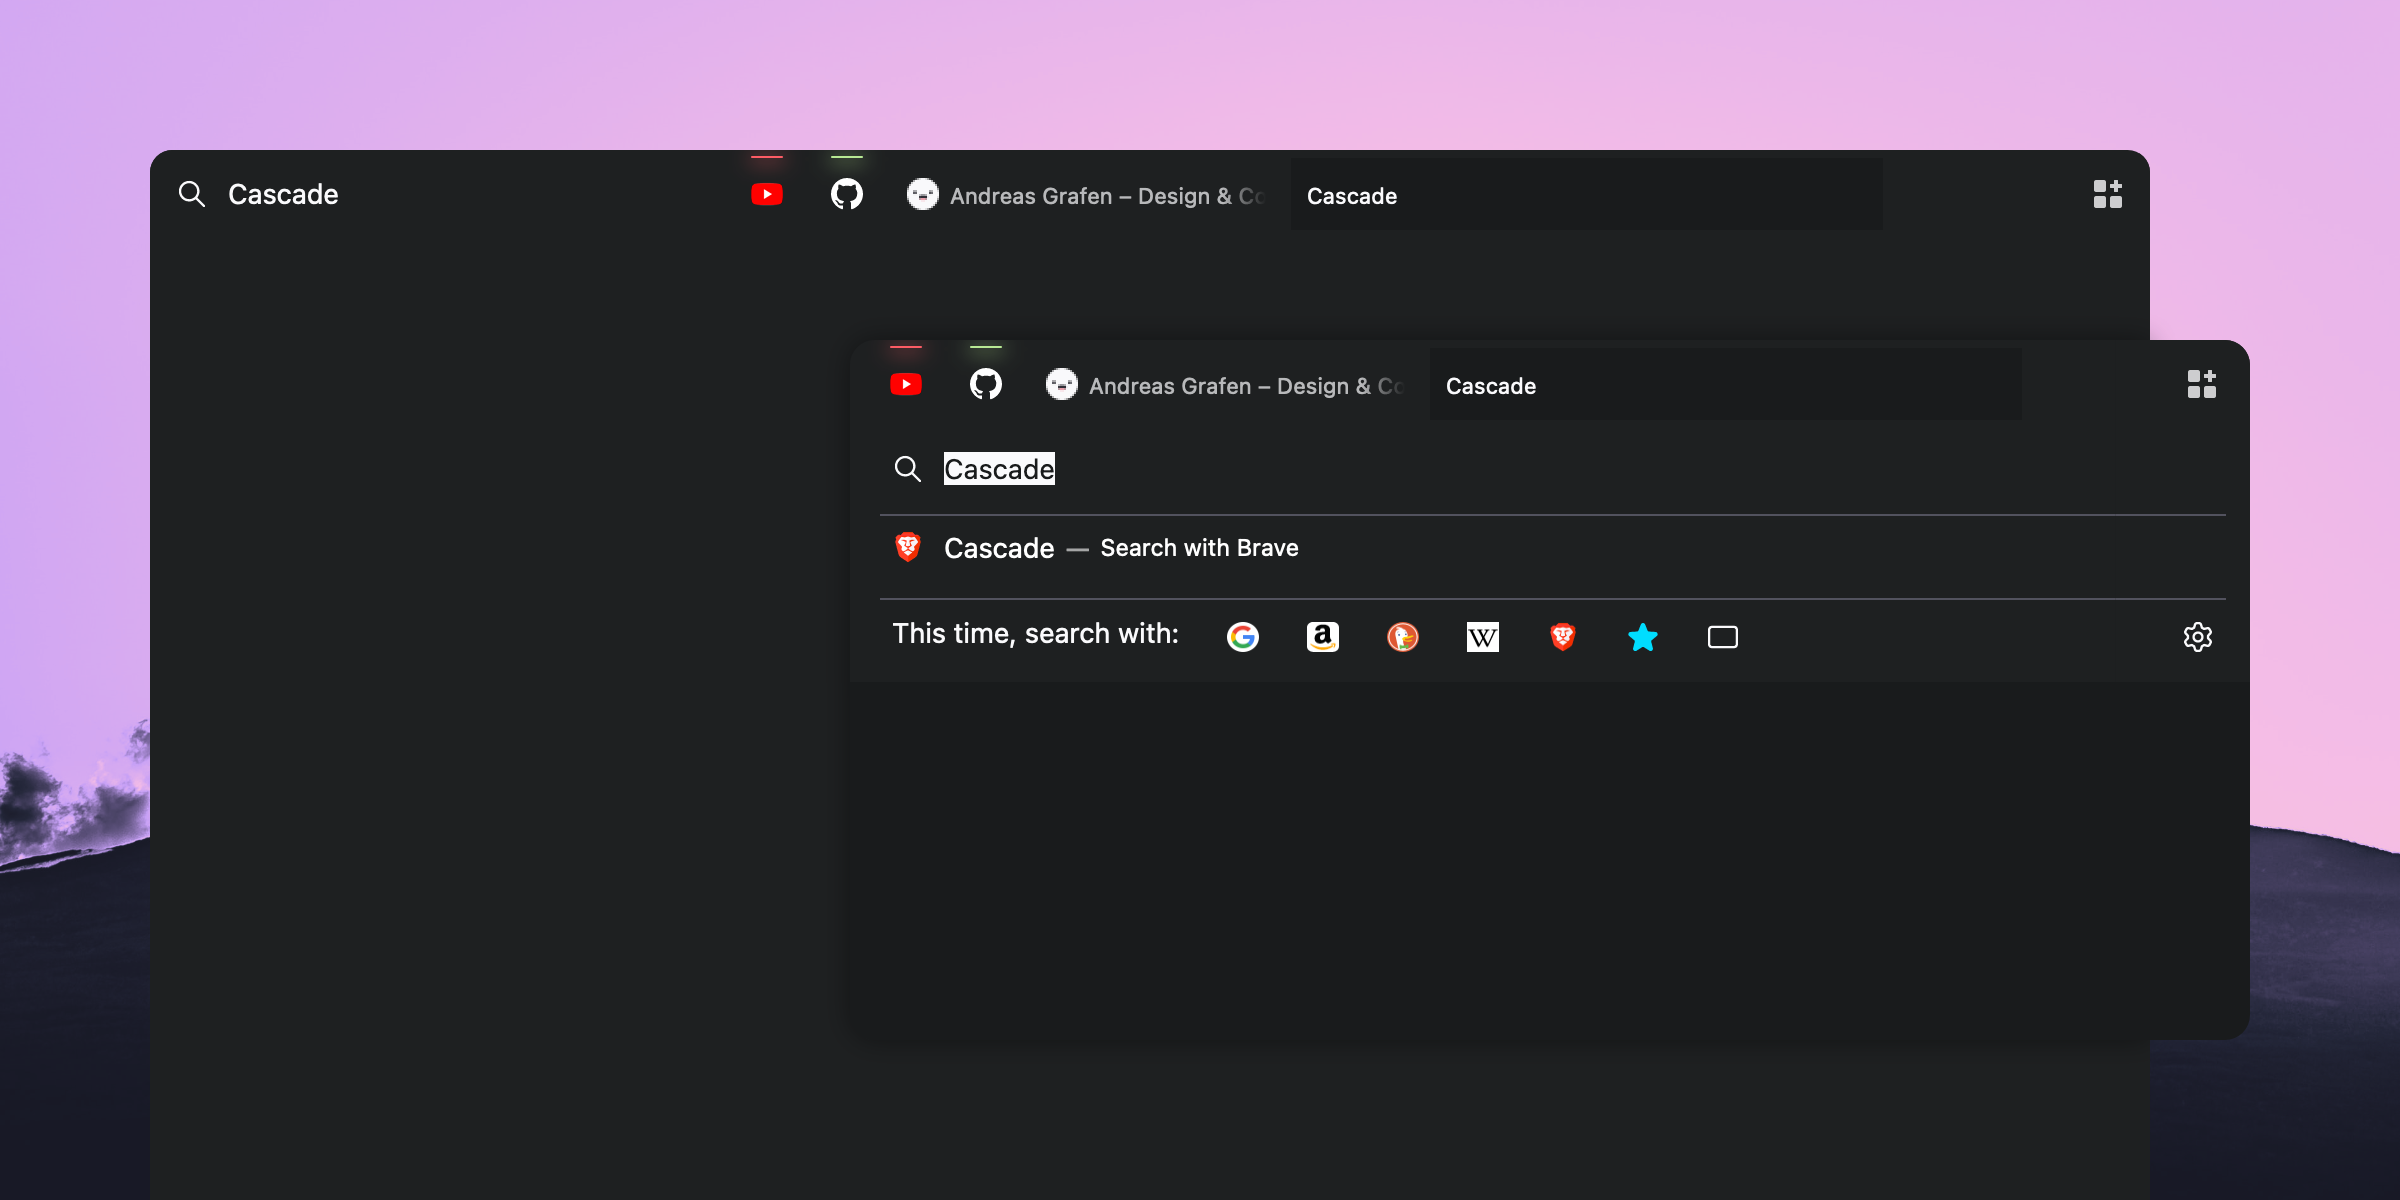 Cascade
Andreas Grafen – Design & Co
Cascade
Andreas Grafen – Design & Co
Cascade
Cascade
Cascade — Search with Brave
This time, search with: